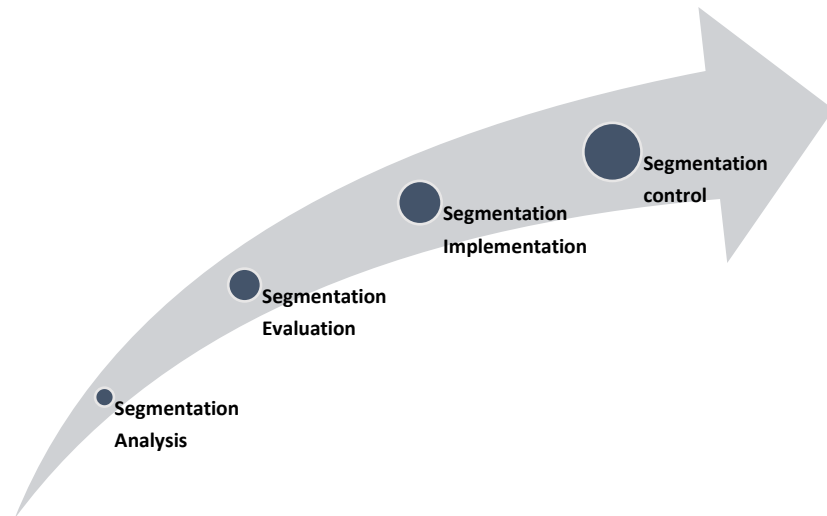 Segmentation
control
Segmentation
Implementation
Segmentation
Evaluation
Segmentation
Analysis